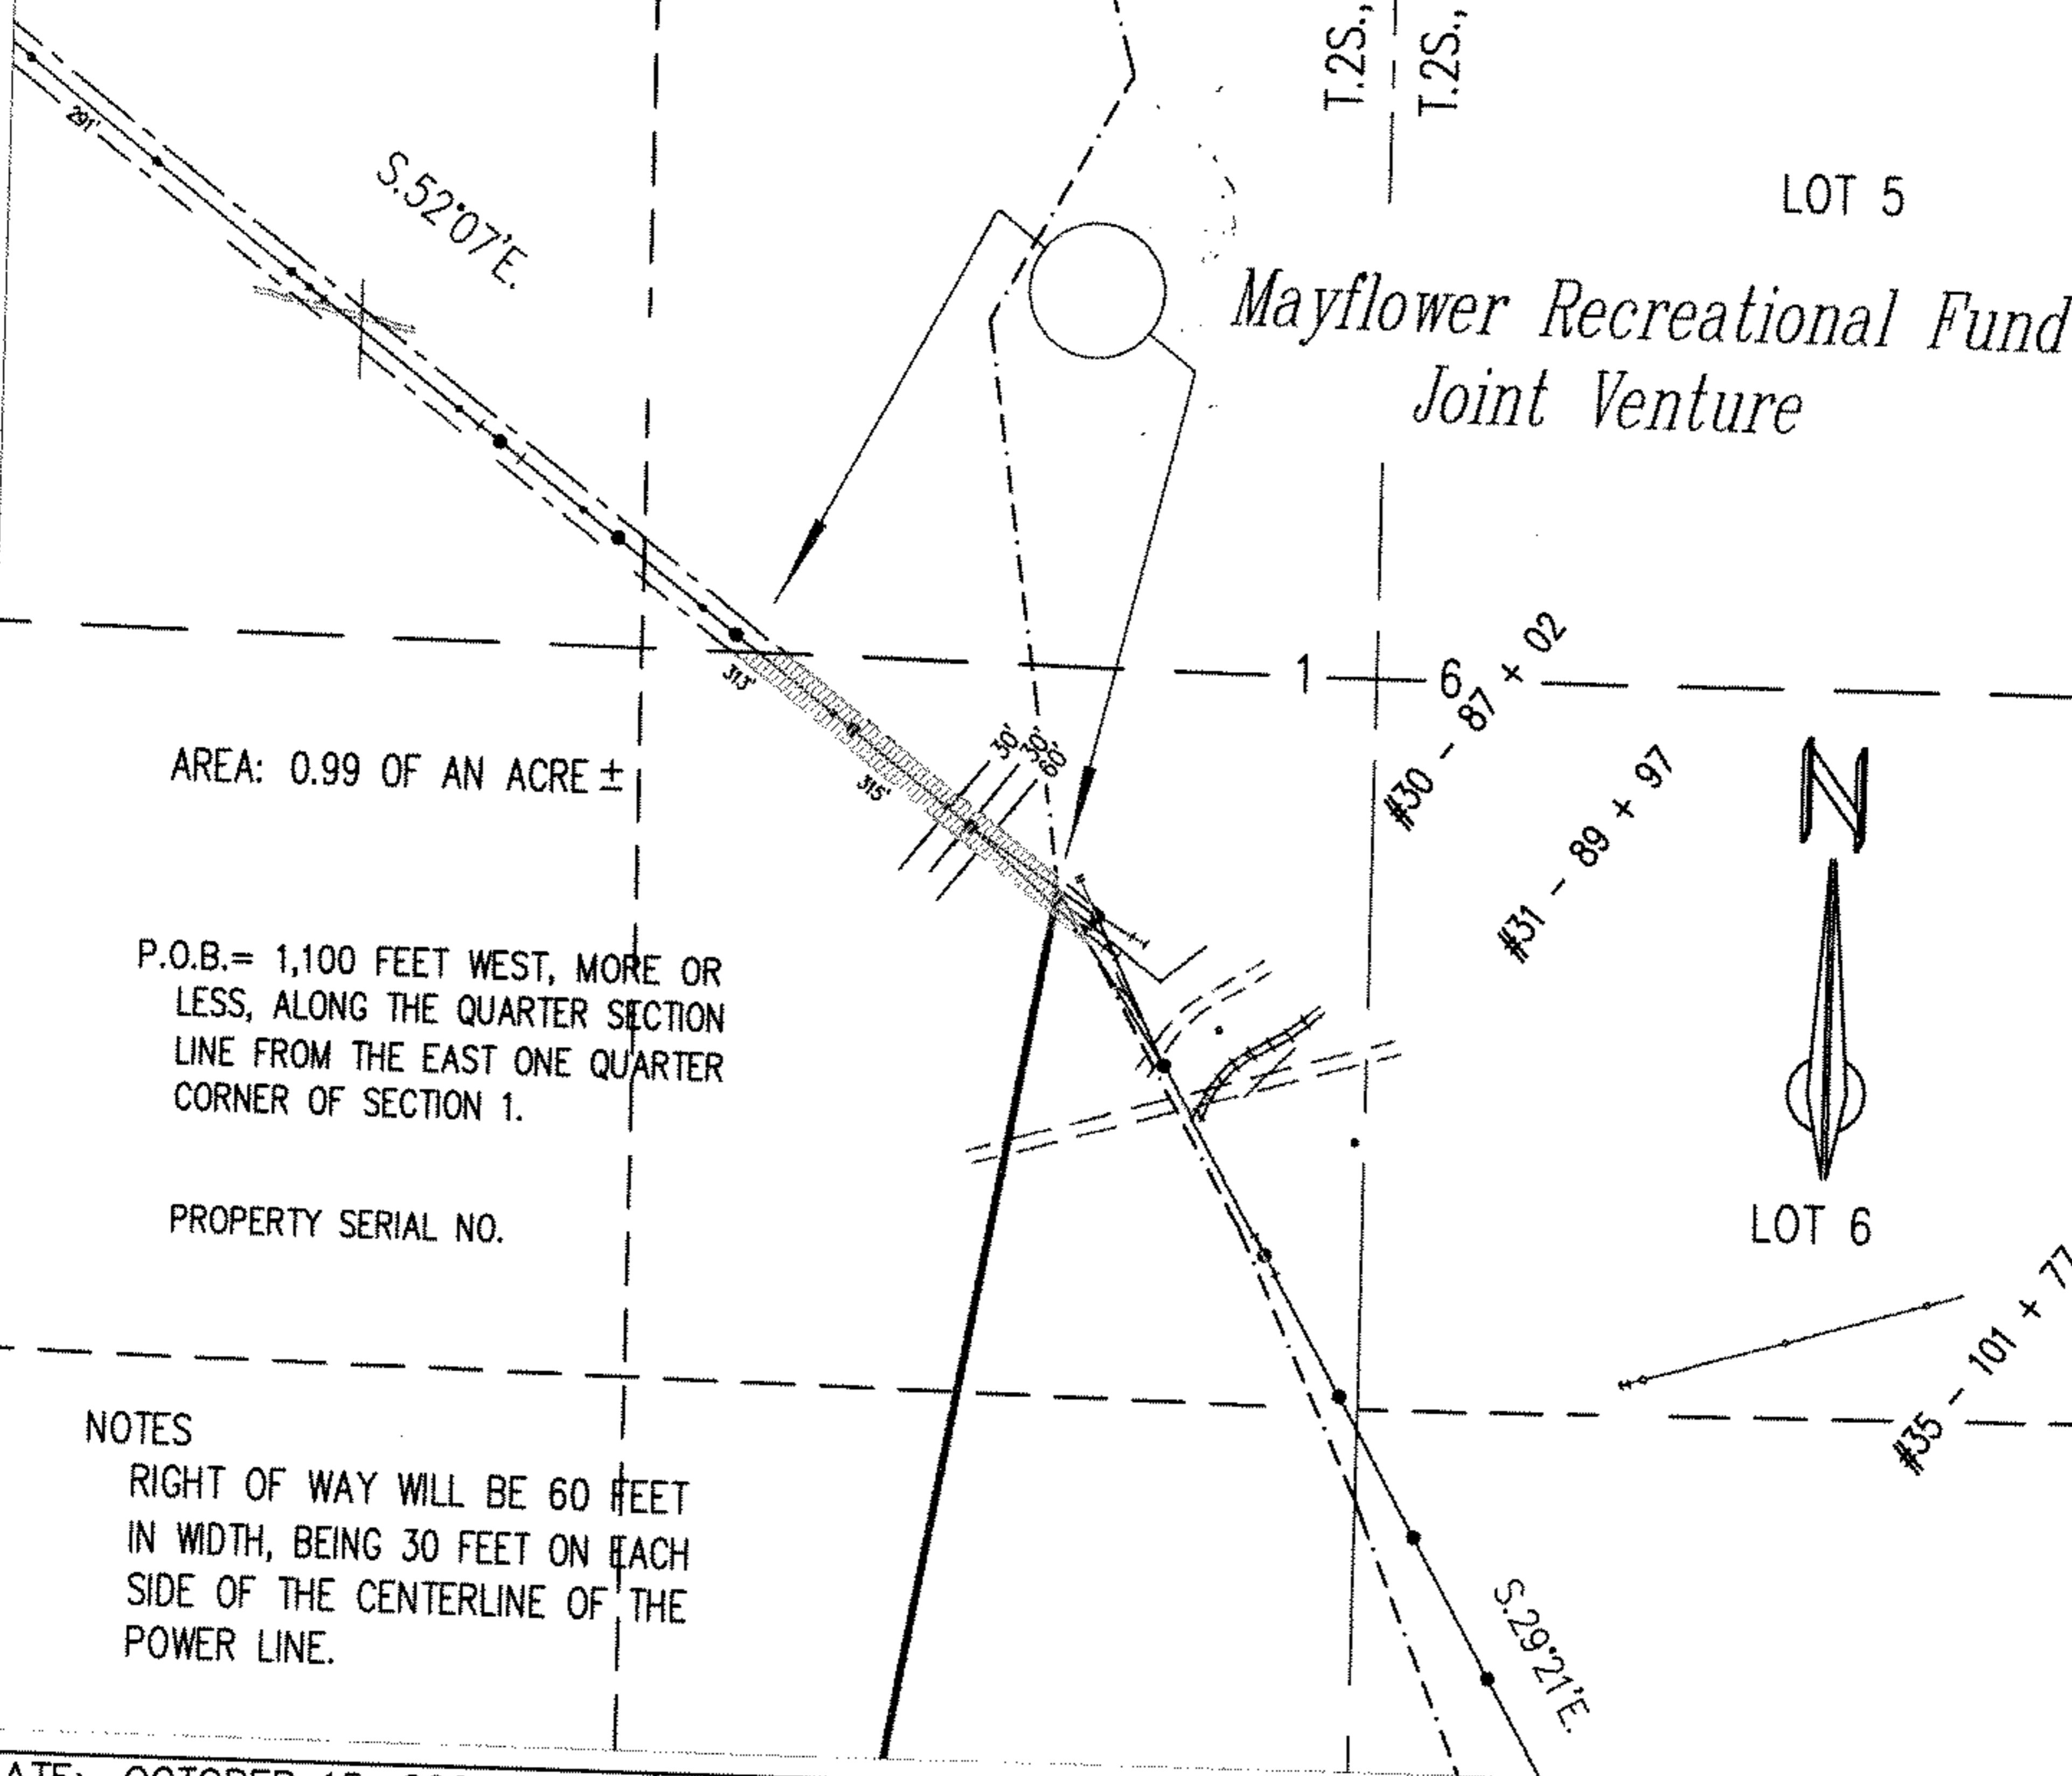 T.2S.,
T.2S.,
LOT 5
291'
S.52°07'E.
Mayflower Recreational Fund
Joint Venture
1
6
#30 - 87 + 02
313'
30'
30'
60'
315'
#31 - 89 + 97
N
AREA: 0.99 OF AN ACRE ±
P.O.B.= 1,100 FEET WEST, MORE OR
LESS, ALONG THE QUARTER SECTION
LINE FROM THE EAST ONE QUARTER
CORNER OF SECTION 1.
PROPERTY SERIAL NO.
LOT 6
#35 - 101 + 77
NOTES
RIGHT OF WAY WILL BE 60 FEET
IN WIDTH, BEING 30 FEET ON EACH
SIDE OF THE CENTERLINE OF THE
POWER LINE.
S.29°21'E.